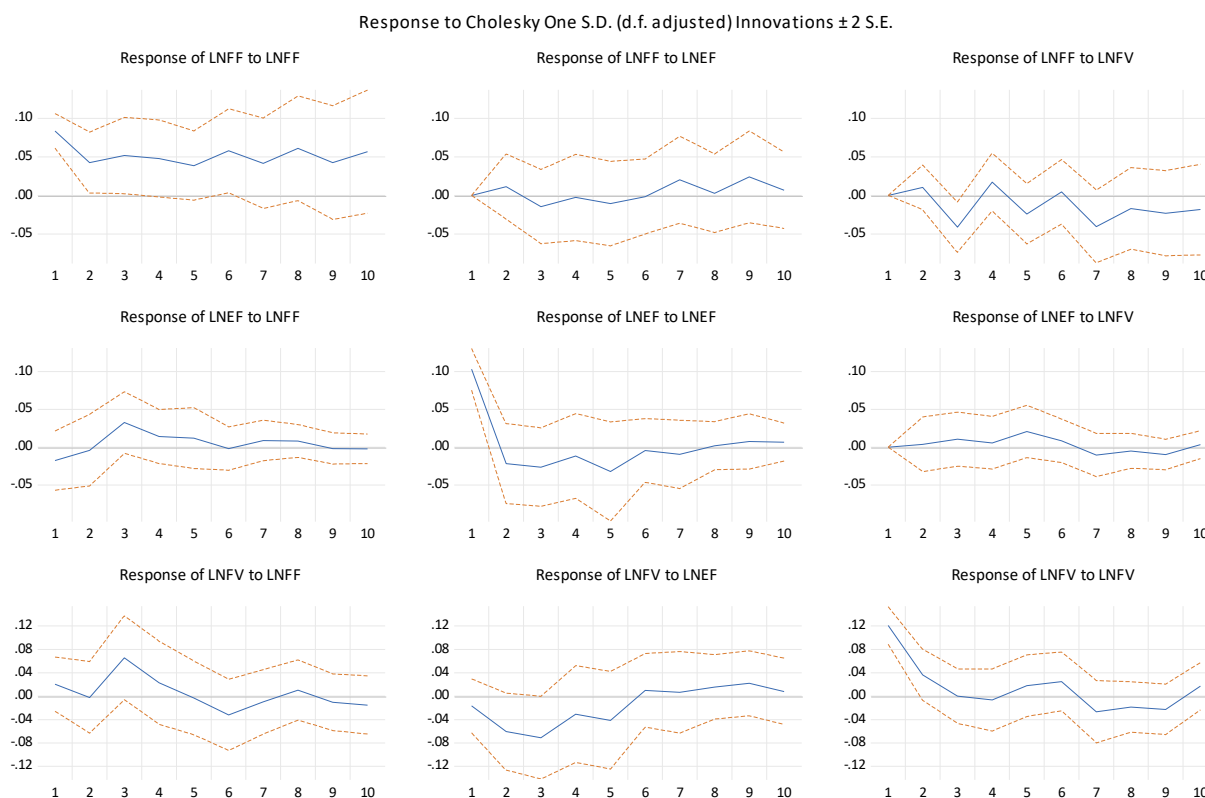 Response to Cholesky One S.D. (d.f. adjusted) Innovations ± 2 S.E.
Response of LNFF to LNFF
.10
.05
.00
-.05
1 2 3 4 5 6 7 8 9 10
Response of LNFF to LNEF
.10
.05
.00
-.05
1 2 3 4 5 6 7 8 9 10
Response of LNFF to LNFV
.10
.05
.00
-.05
1 2 3 4 5 6 7 8 9 10
Response of LNEF to LNFF
.10
.05
.00
-.05
1 2 3 4 5 6 7 8 9 10
Response of LNEF to LNEF
.10
.05
.00
-.05
1 2 3 4 5 6 7 8 9 10
Response of LNEF to LNFV
.10
.05
.00
-.05
1 2 3 4 5 6 7 8 9 10
Response of LNFV to LNFF
.12
.08
.04
.00
-.04
-.08
-.12
1 2 3 4 5 6 7 8 9 10
Response of LNFV to LNEF
.12
.08
.04
.00
-.04
-.08
-.12
1 2 3 4 5 6 7 8 9 10
Response of LNFV to LNFV
.12
.08
.04
.00
-.04
-.08
-.12
1 2 3 4 5 6 7 8 9 10